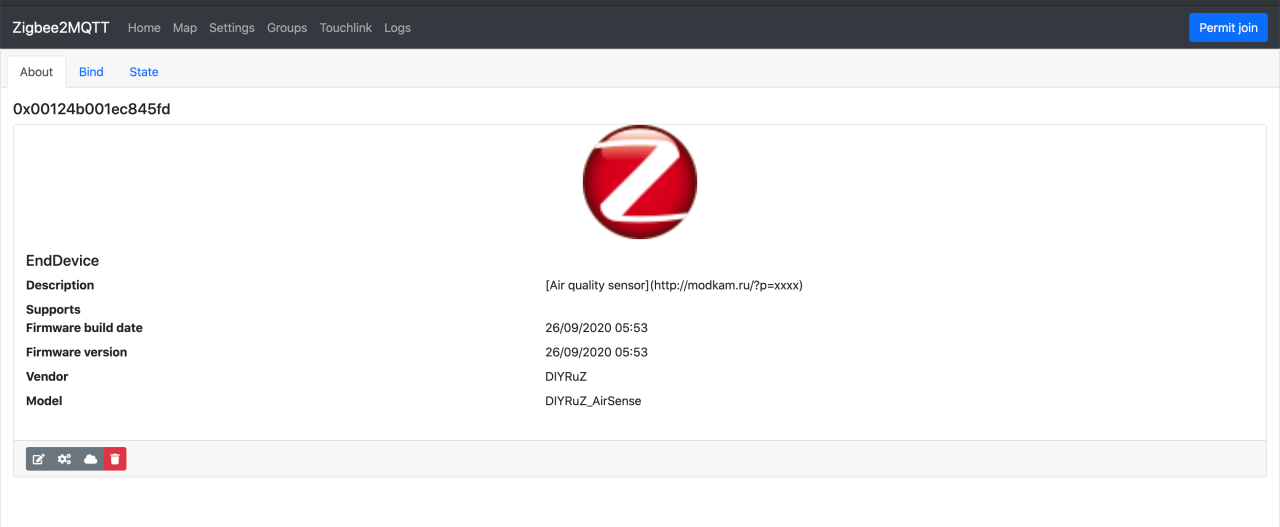 Zigbee2MQTT Home Map Settings Groups Touchlink Logs Permit join
About Bind State
0x00124b001ec845fd
Z
EndDevice
Description [Air quality sensor](http://modkam.ru/?p=xxxx)
Supports
Firmware build date 26/09/2020 05:53
Firmware version 26/09/2020 05:53
Vendor DIYRuZ
Model DIYRuZ_AirSense